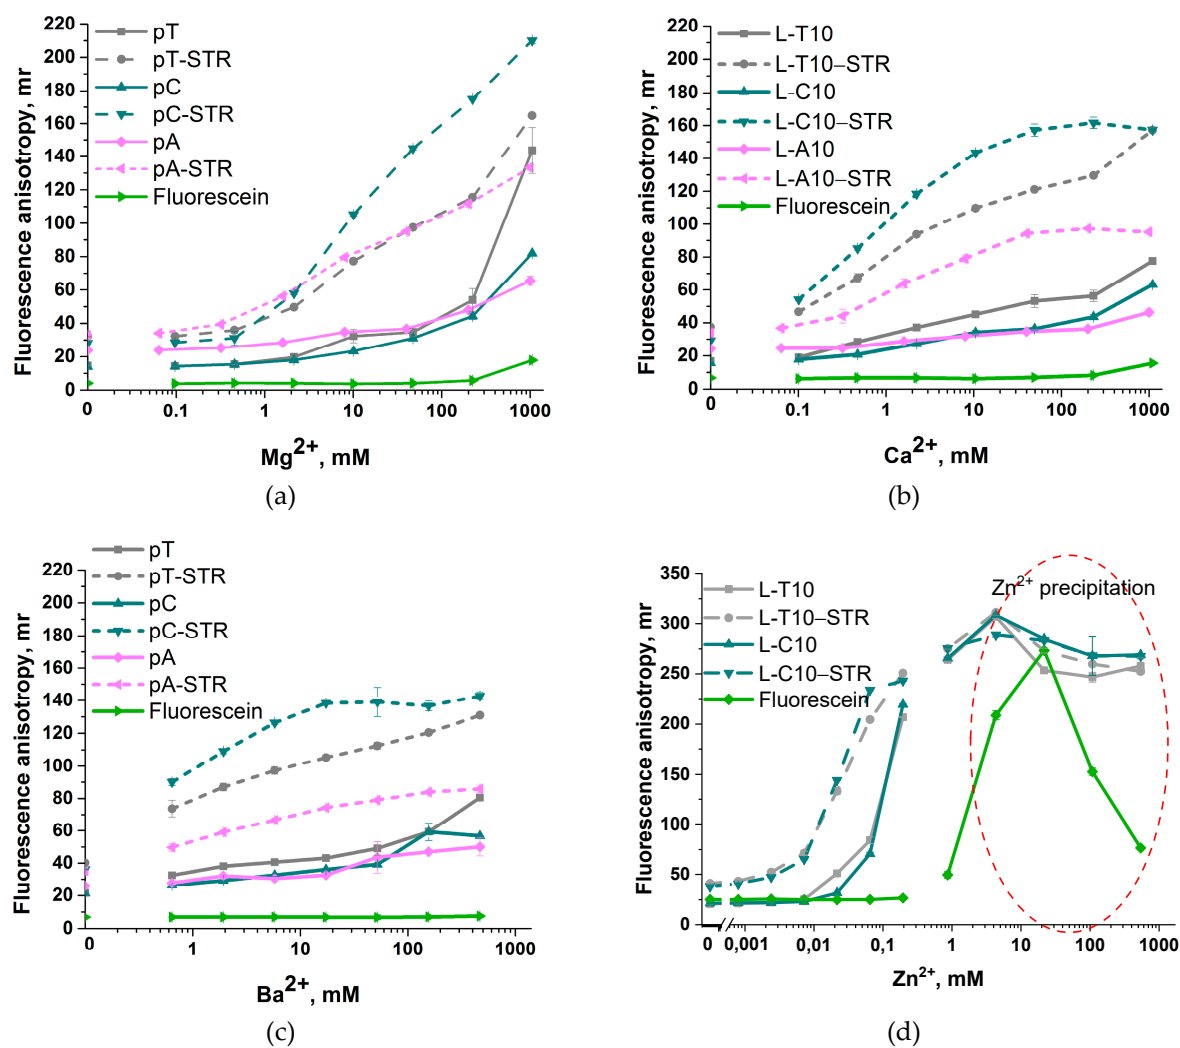 Fluorescence anisotropy, mr
220
200
180
160
140
120
100
80
60
40
20
0
pT
pT-STR
pC
pC-STR
pA
pA-STR
Fluorescein
0 0.1 1 10 100 1000
Mg2+, mM
(a)
Fluorescence anisotropy, mr
220
200
180
160
140
120
100
80
60
40
20
0
L-T10
L-T10–STR
L-C10
L-C10–STR
L-A10
L-A10–STR
Fluorescein
0 0.1 1 10 100 1000
Ca2+, mM
(b)
Fluorescence anisotropy, mr
220
200
180
160
140
120
100
80
60
40
20
0
pT
pT-STR
pC
pC-STR
pA
pA-STR
Fluorescein
0 1 10 100 1000
Ba2+, mM
(c)
Fluorescence anisotropy, mr
350
300
250
200
150
100
50
0
L-T10
L-T10–STR
L-C10
L-C10–STR
Fluorescein
Zn2+ precipitation
0 0,001 0,01 0,1 1 10 100 1000
Zn2+, mM
(d)